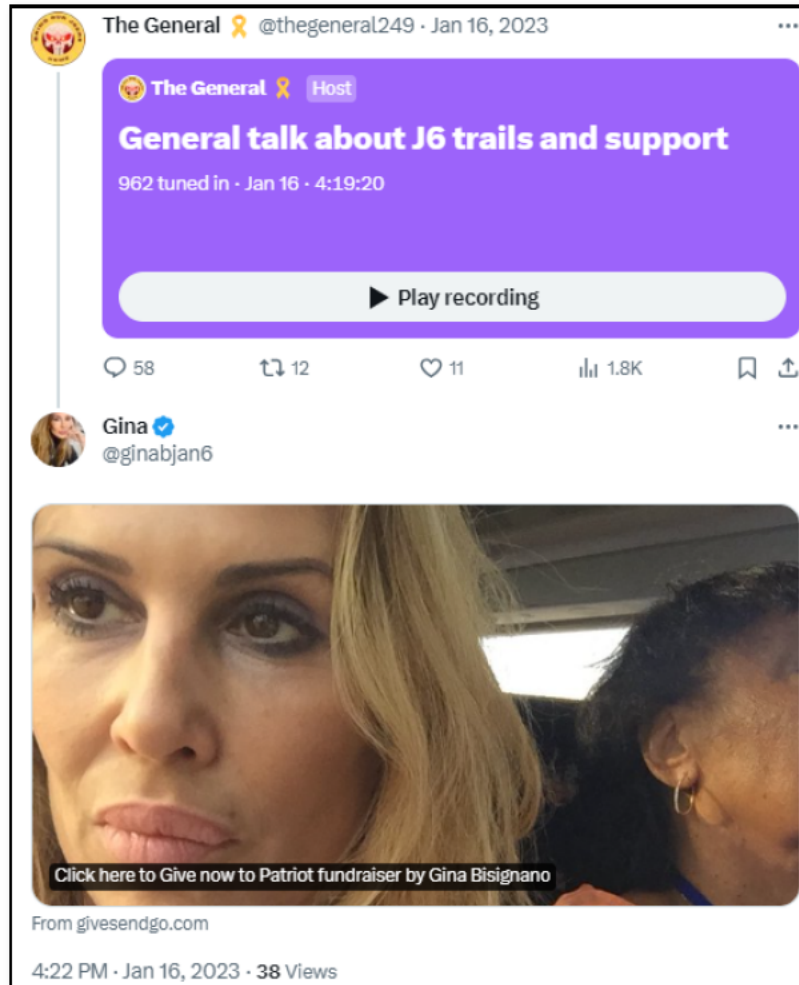 The General @thegeneral249 · Jan 16, 2023
The General Host
General talk about J6 trails and support
962 tuned in · Jan 16 · 4:19:20
Play recording
58 12 11 1.8K
Gina
@ginabjan6
Click here to Give now to Patriot fundraiser by Gina Bisignano
From givesendgo.com
4:22 PM · Jan 16, 2023 · 38 Views